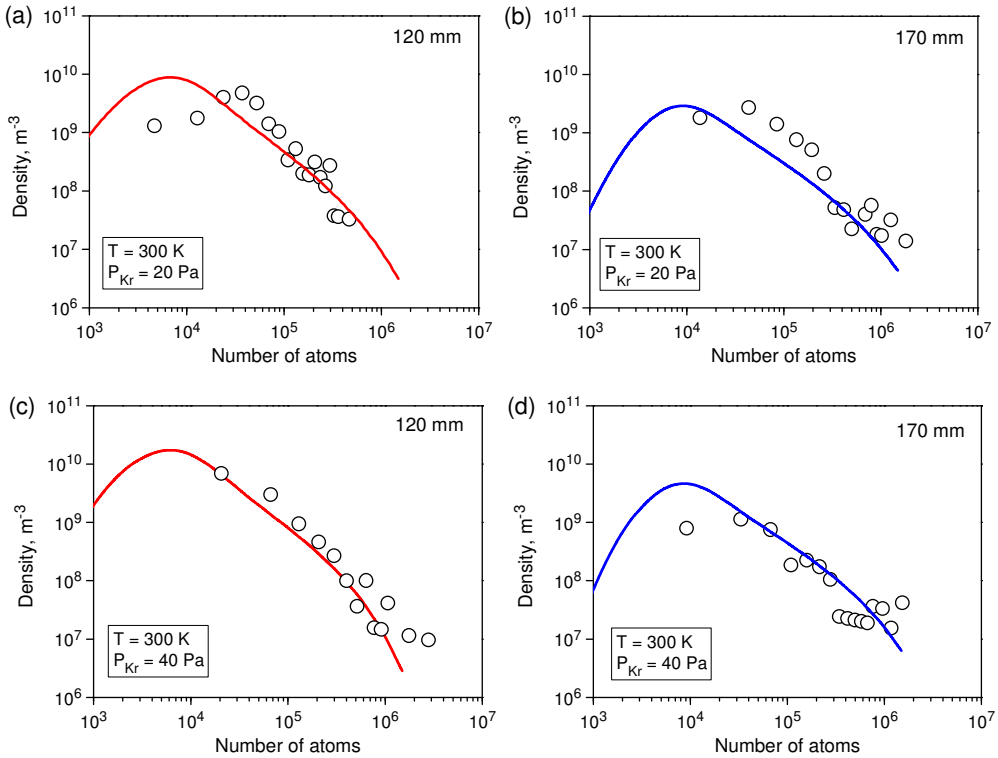 (a)
120 mm
10^11
10^10
10^9
10^8
10^7
10^6
Density, m^-3
T = 300 K
P_Kr = 20 Pa
10^3 10^4 10^5 10^6 10^7
Number of atoms
(b)
170 mm
10^11
10^10
10^9
10^8
10^7
10^6
Density, m^-3
T = 300 K
P_Kr = 20 Pa
10^3 10^4 10^5 10^6 10^7
Number of atoms
(c)
120 mm
10^11
10^10
10^9
10^8
10^7
10^6
Density, m^-3
T = 300 K
P_Kr = 40 Pa
10^3 10^4 10^5 10^6 10^7
Number of atoms
(d)
170 mm
10^11
10^10
10^9
10^8
10^7
10^6
Density, m^-3
T = 300 K
P_Kr = 40 Pa
10^3 10^4 10^5 10^6 10^7
Number of atoms